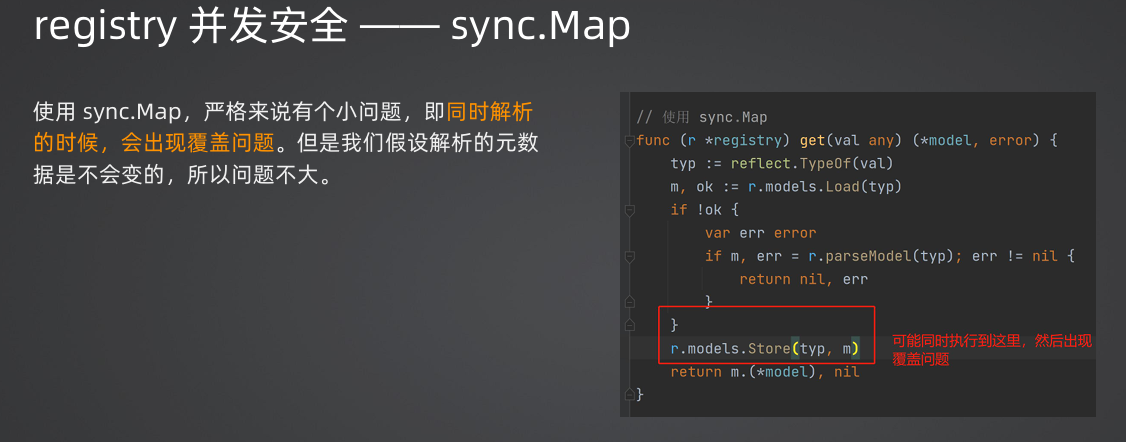 registry 并发安全 —— sync.Map
使用 sync.Map，严格来说有个小问题，即同时解析
的时候，会出现覆盖问题。但是我们假设解析的元数
据是不会变的，所以问题不大。
// 使用 sync.Map
func (r *registry) get(val any) (*model, error) {
typ := reflect.TypeOf(val)
m, ok := r.models.Load(typ)
if !ok {
var err error
if m, err = r.parseModel(typ); err != nil {
return nil, err
}
}
r.models.Store(typ, m)
return m.(*model), nil
}
可能同时执行到这里，然后出现
覆盖问题